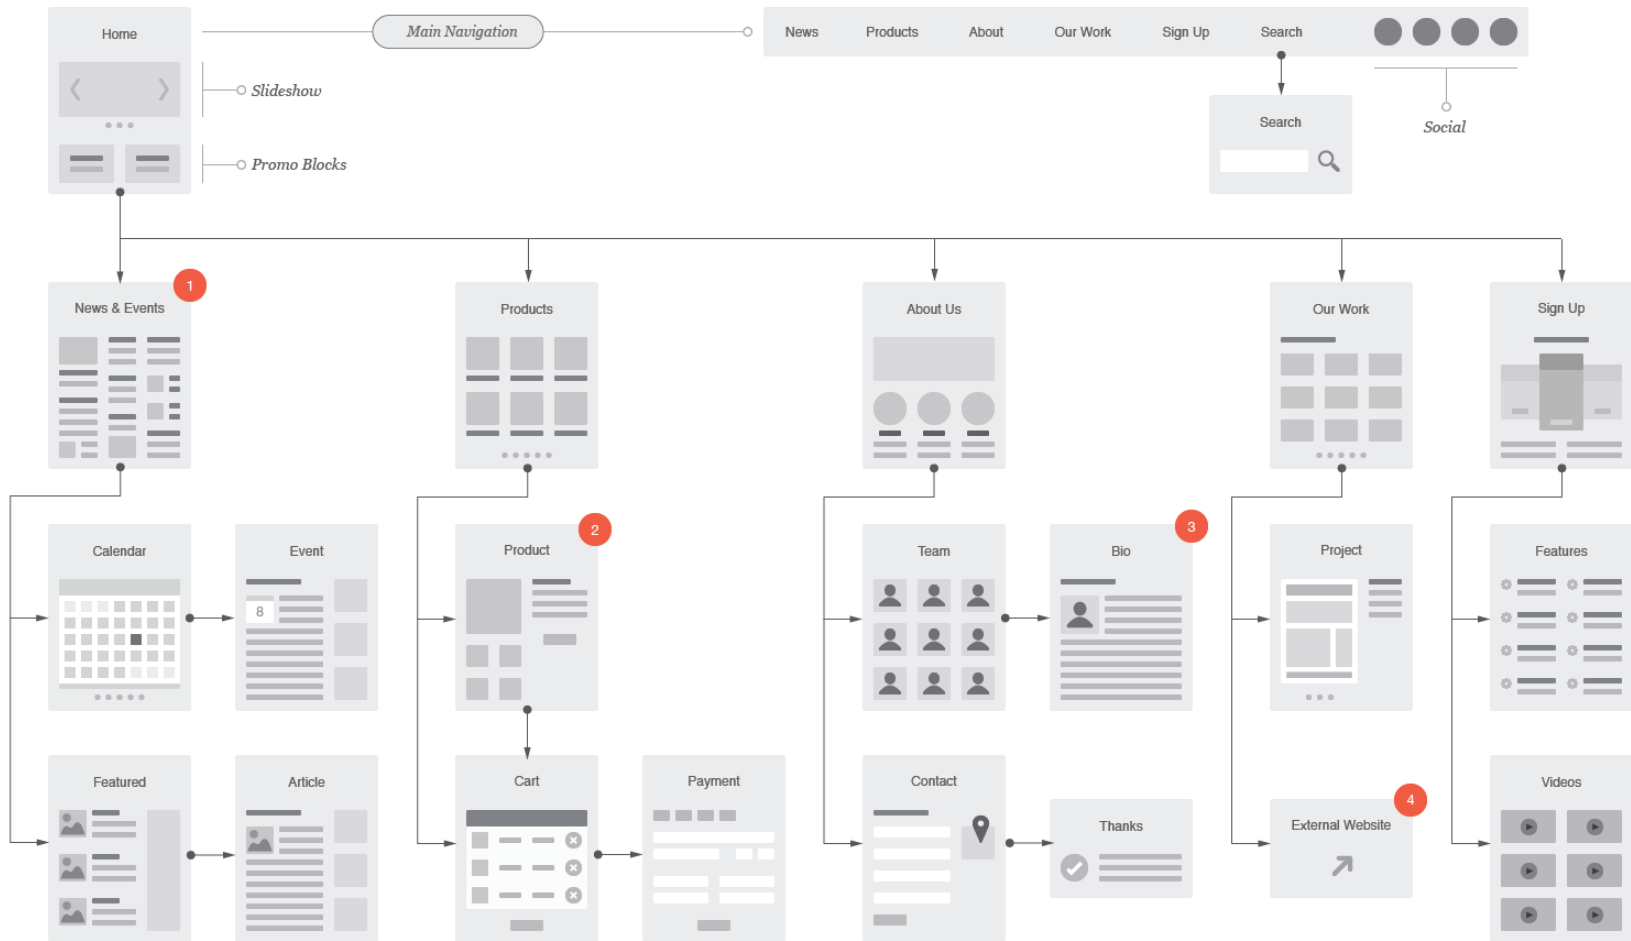 Home
Main Navigation
News
Products
About
Our Work
Sign Up
Search
Slideshow
Promo Blocks
Search
Social
1
News & Events
Products
About Us
Our Work
Sign Up
Calendar
Event
8
2
Product
Team
Bio
3
Project
Features
Featured
Article
Cart
Payment
Contact
Thanks
4
External Website
Videos